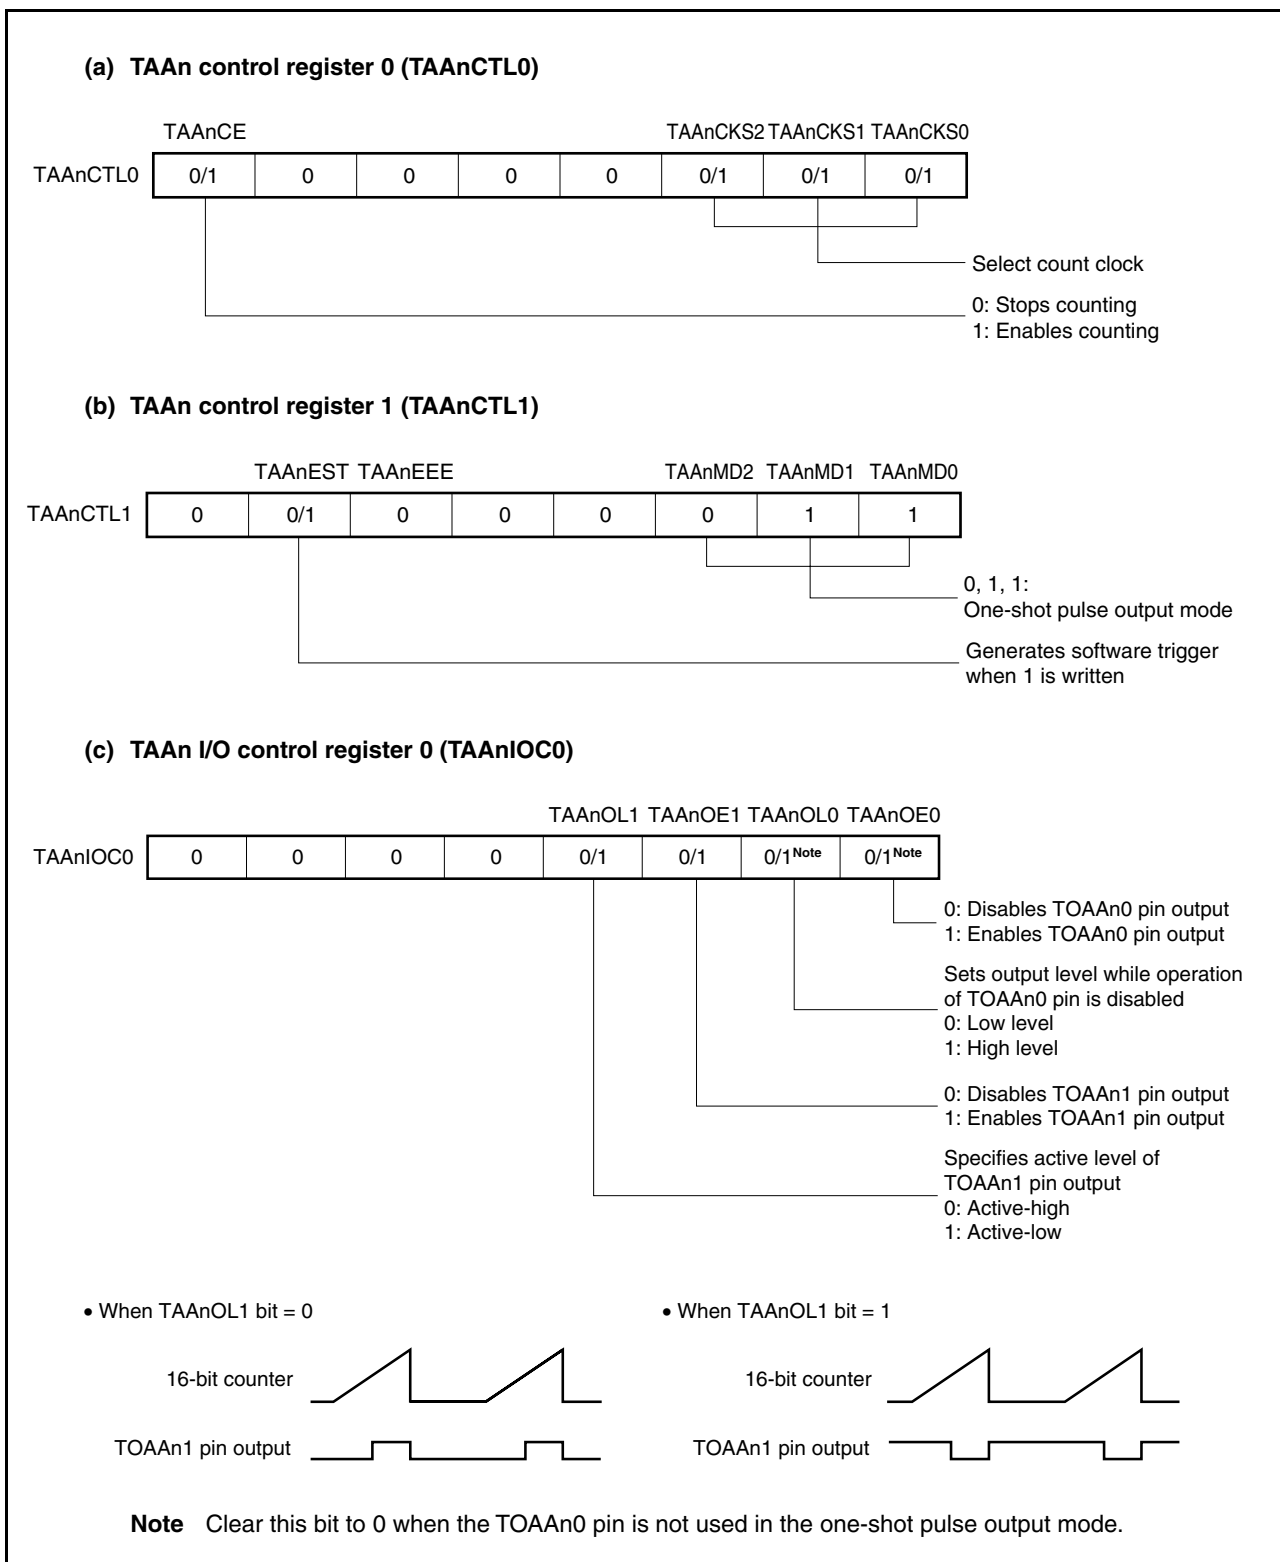 (a) TAAn control register 0 (TAAnCTL0)
TAAnCE TAAnCKS2 TAAnCKS1 TAAnCKS0
TAAnCTL0 0/1 0 0 0 0 0/1 0/1 0/1
Select count clock
0: Stops counting
1: Enables counting
(b) TAAn control register 1 (TAAnCTL1)
TAAnEST TAAnEEE TAAnMD2 TAAnMD1 TAAnMD0
TAAnCTL1 0 0/1 0 0 0 0 1 1
0, 1, 1:
One-shot pulse output mode
Generates software trigger
when 1 is written
(c) TAAn I/O control register 0 (TAAnIOC0)
TAAnOL1 TAAnOE1 TAAnOL0 TAAnOE0
TAAnIOC0 0 0 0 0 0/1 0/1 0/1Note 0/1Note
0: Disables TOAAn0 pin output
1: Enables TOAAn0 pin output
Sets output level while operation
of TOAAn0 pin is disabled
0: Low level
1: High level
0: Disables TOAAn1 pin output
1: Enables TOAAn1 pin output
Specifies active level of
TOAAn1 pin output
0: Active-high
1: Active-low
• When TAAnOL1 bit = 0 • When TAAnOL1 bit = 1
16-bit counter 16-bit counter
TOAAn1 pin output TOAAn1 pin output
Note Clear this bit to 0 when the TOAAn0 pin is not used in the one-shot pulse output mode.